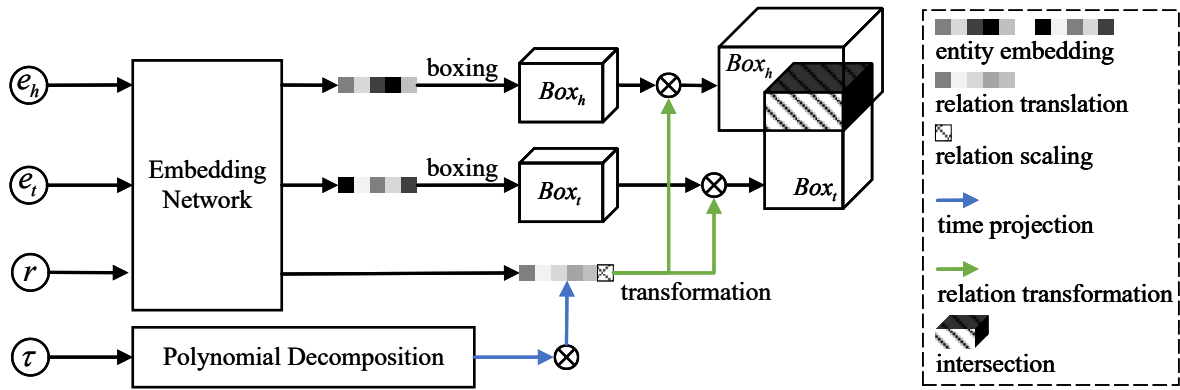 e_h
e_t
r
τ
Embedding
Network
Polynomial Decomposition
boxing
boxing
Box_h
Box_t
transformation
Box_h
Box_t
entity embedding
relation translation
relation scaling
time projection
relation transformation
intersection